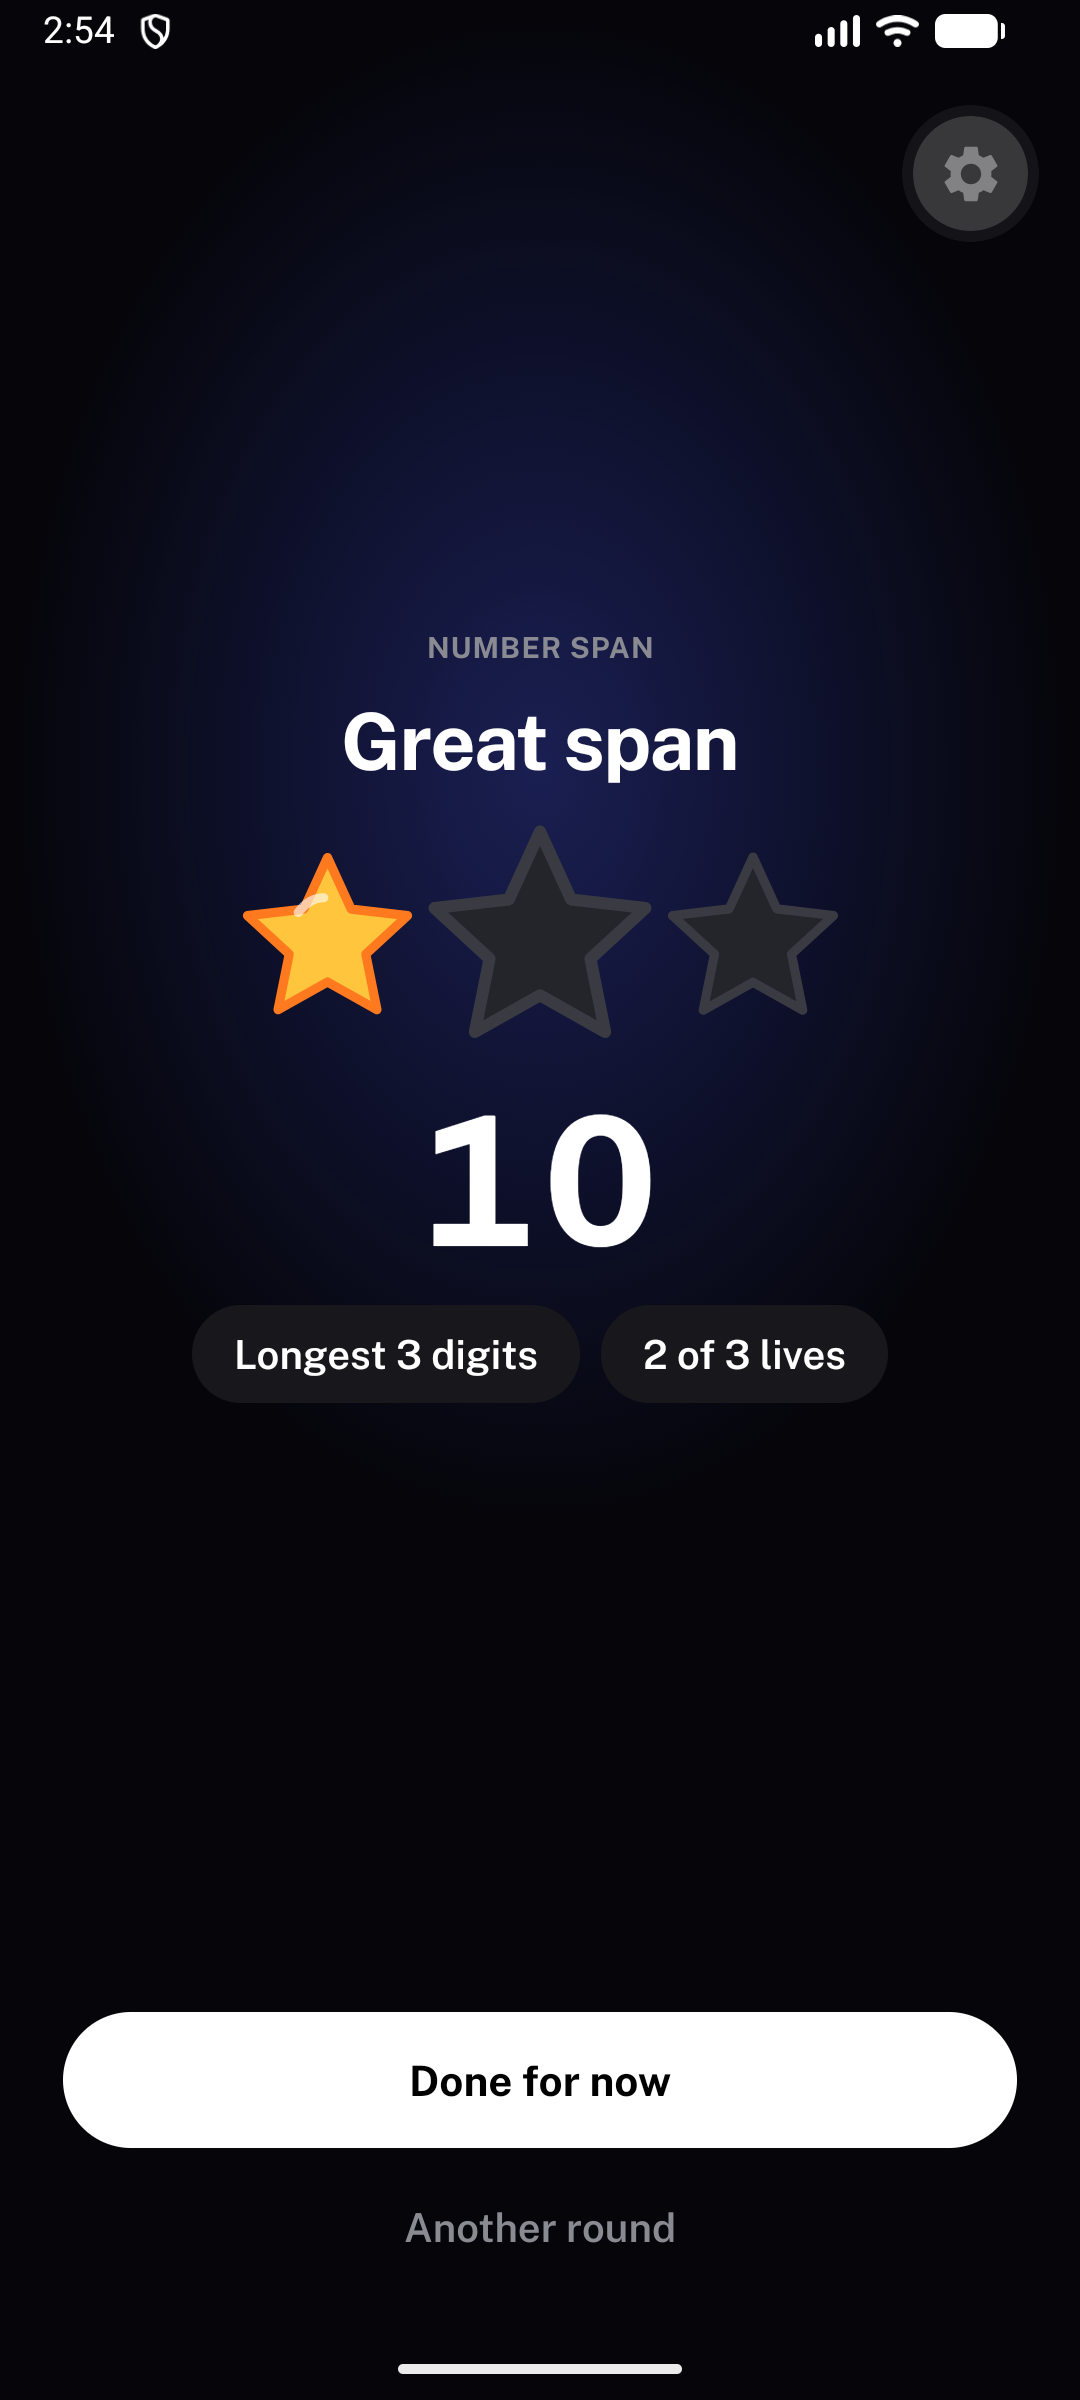 2:54
NUMBER SPAN
Great span
10
Longest 3 digits
2 of 3 lives
Done for now
Another round